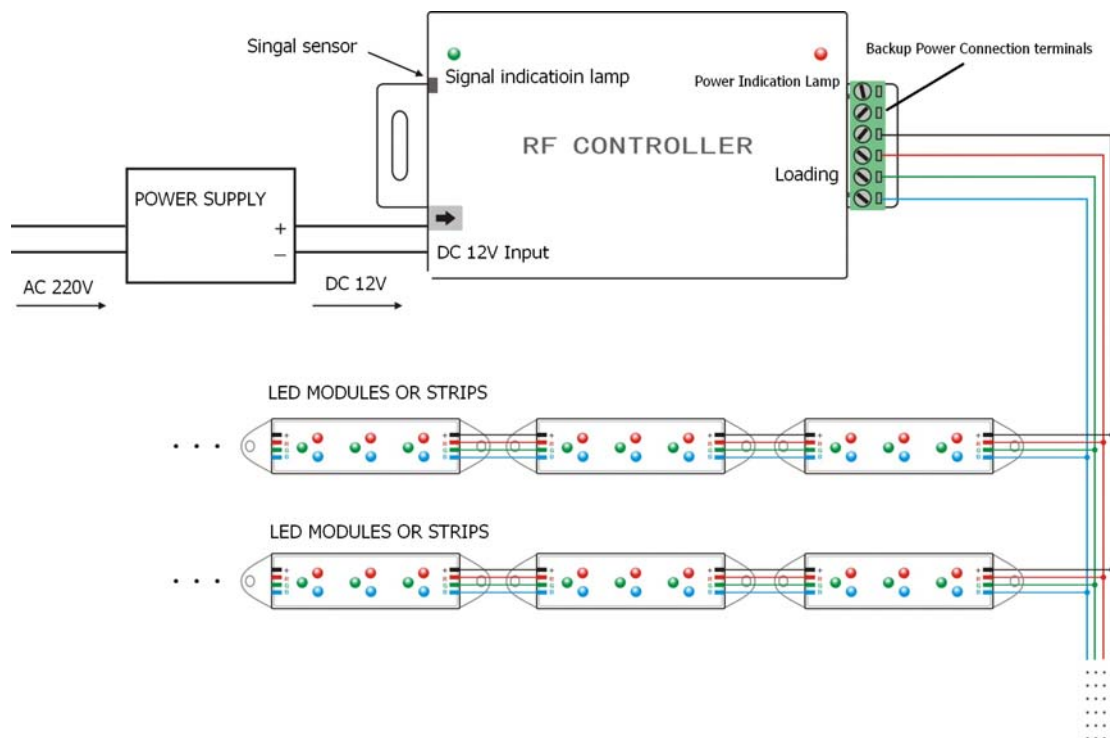 Singal sensor
Signal indicatioin lamp
Power Indication Lamp
Backup Power Connection terminals
RF CONTROLLER
Loading
POWER SUPPLY
+
−
DC 12V Input
AC 220V
DC 12V
LED MODULES OR STRIPS
+ R G B
+ R G B
+ R G B
+ R G B
+ R G B
LED MODULES OR STRIPS
+ R G B
+ R G B
+ R G B
+ R G B
+ R G B